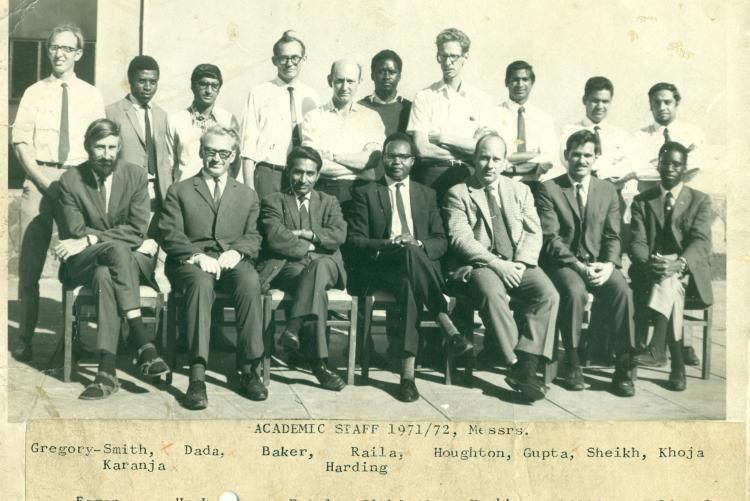 ACADEMIC STAFF 1971/72, Messrs.
Gregory-Smith, Dada, Baker, Raila, Houghton, Gupta, Sheikh, Khoja
Karanja Harding